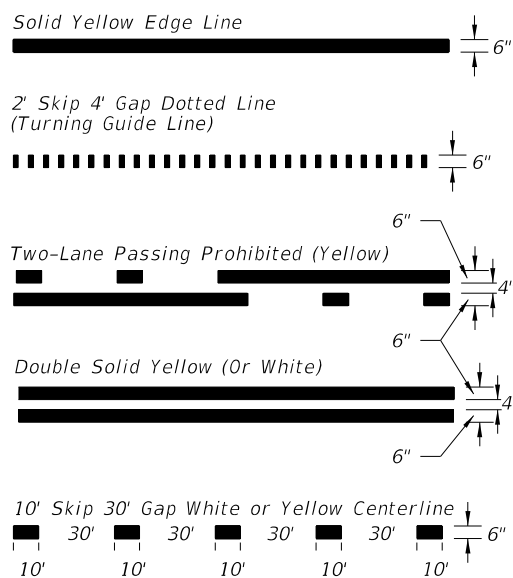 Solid Yellow Edge Line
6"
2' Skip 4' Gap Dotted Line
(Turning Guide Line)
6"
6"
Two-Lane Passing Prohibited (Yellow)
4'
6"
Double Solid Yellow (Or White)
4
6"
10' Skip 30' Gap White or Yellow Centerline
30' 30' 30' 30' 6"
10' 10' 10' 10' 10'